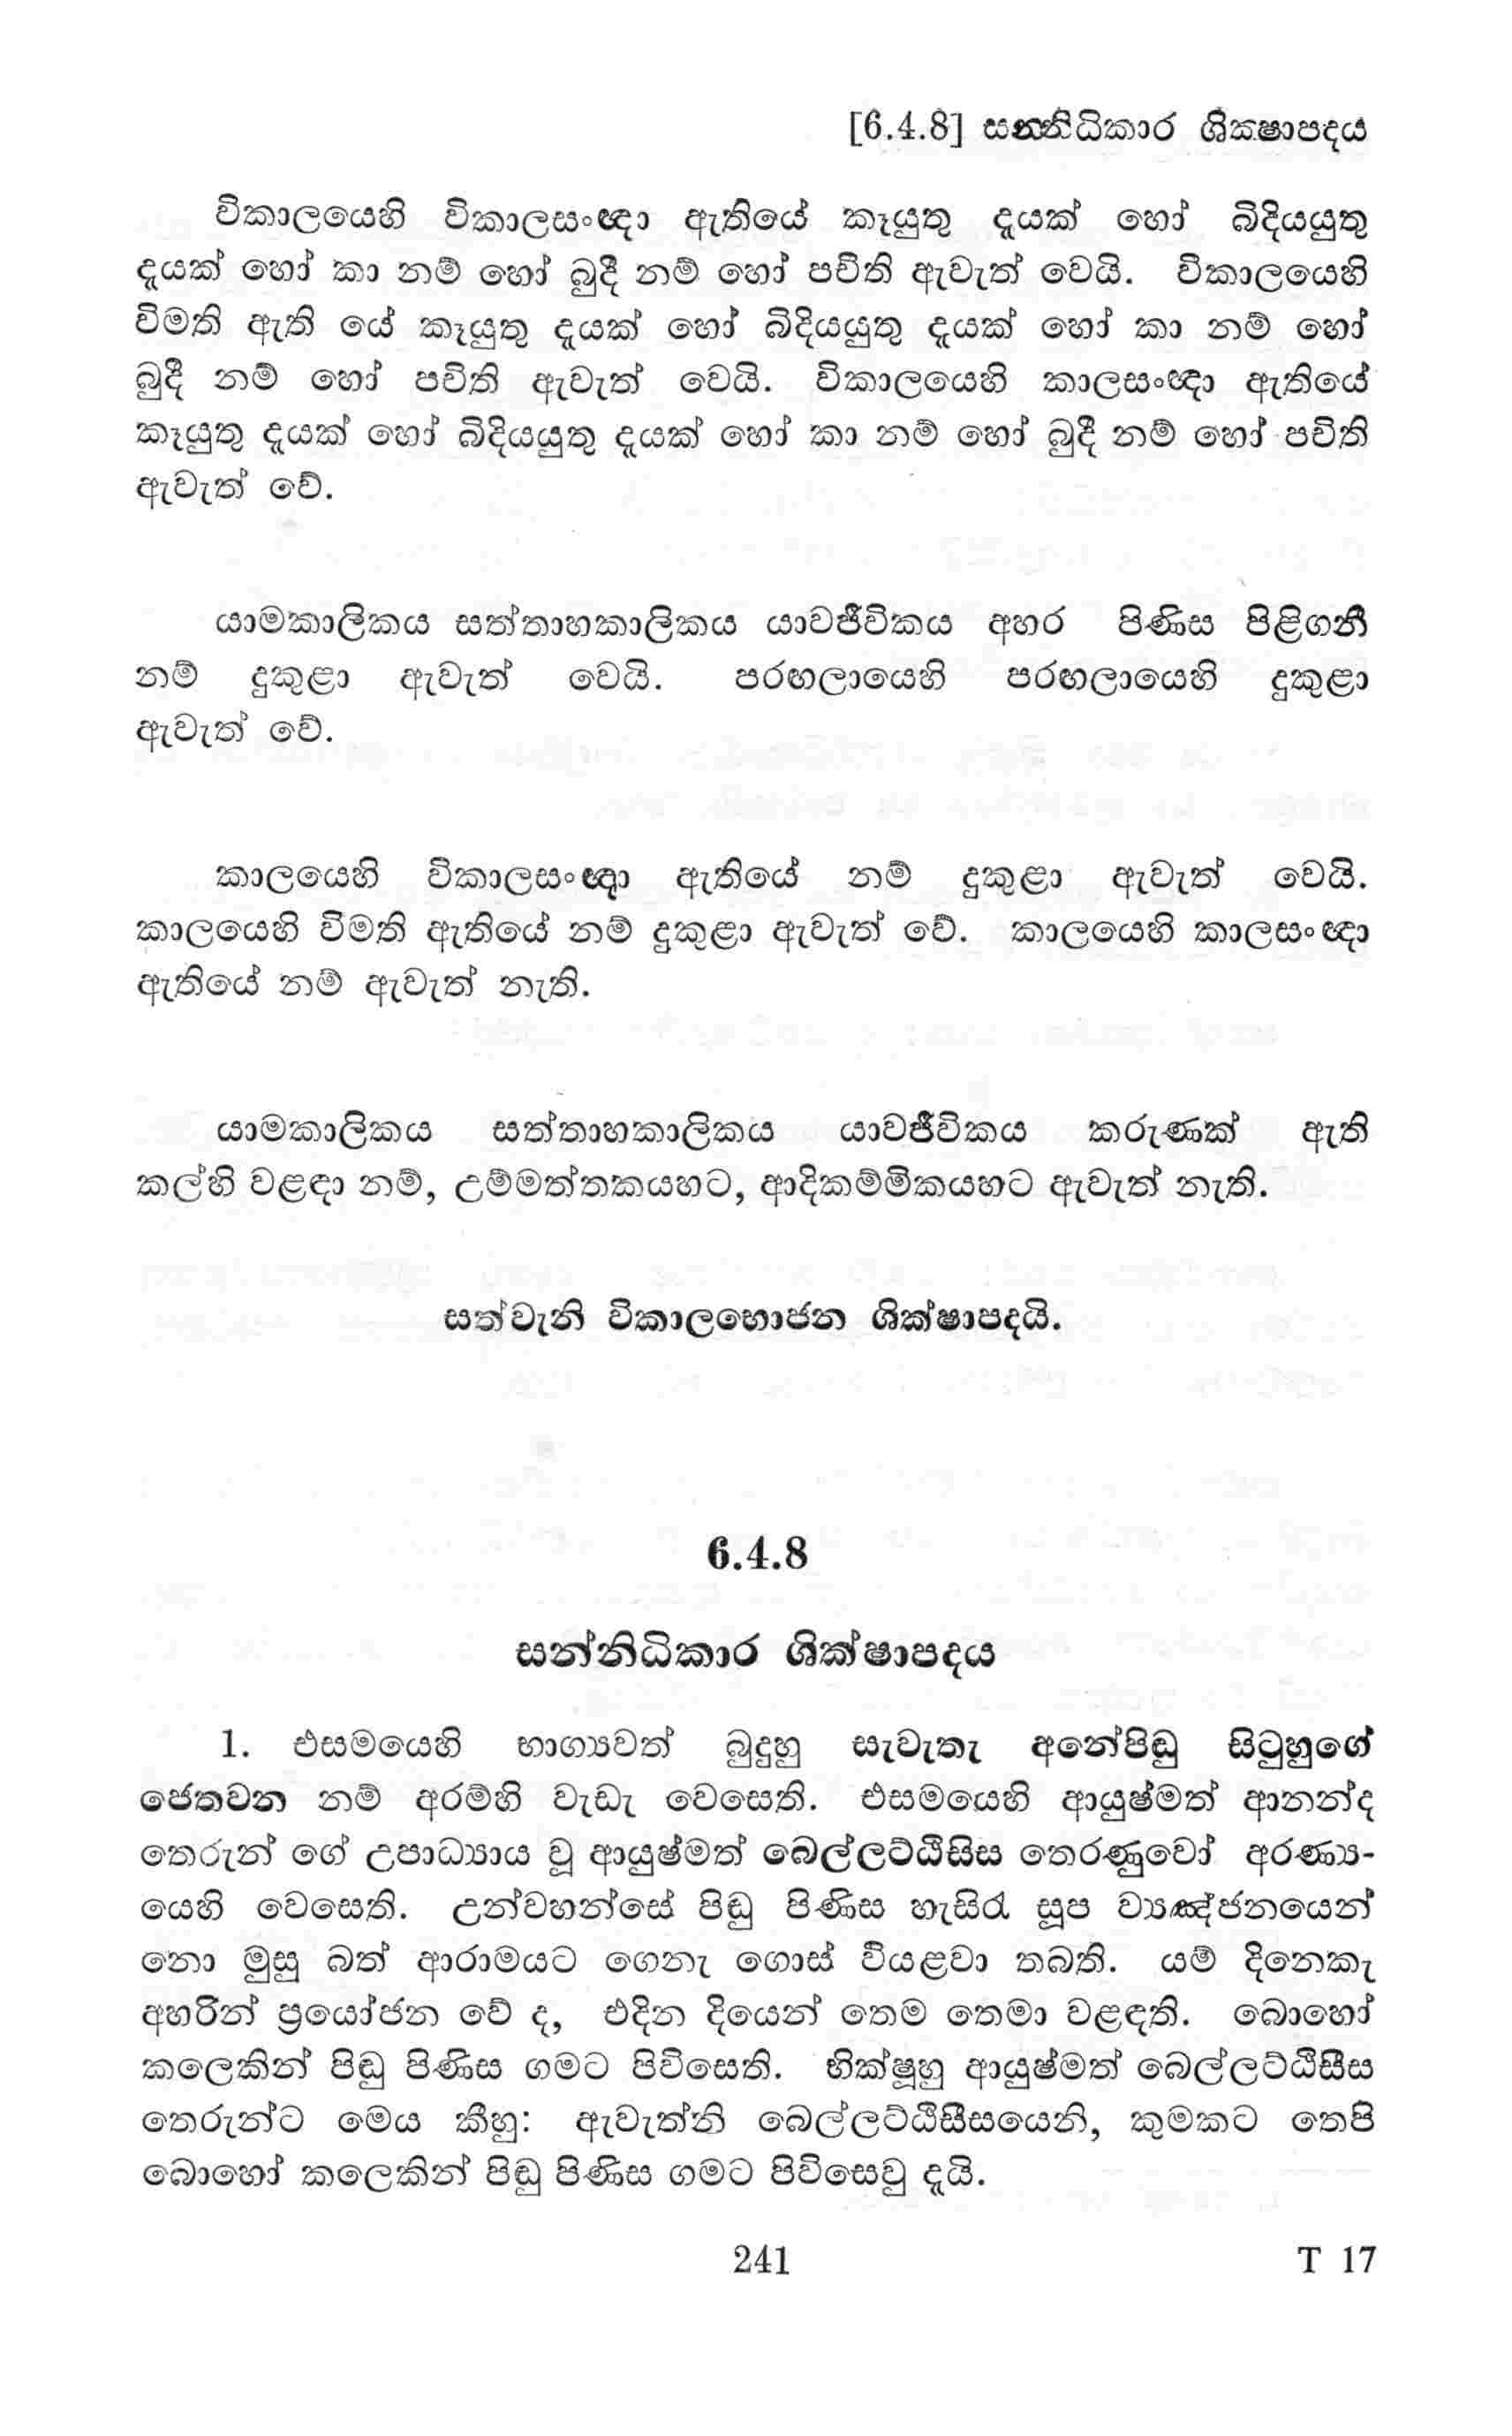 [6.4.8] සන්නිධිකාර ශික්ෂාපදය
විකාලයෙහි විකාලසංඥා ඇතියේ කෑයුතු දෑයක් හෝ බිදියයුතු
දෑයක් හෝ කා නම් හෝ බුදී නම් හෝ පචිති ඇවැත් වෙයි. විකාලයෙහි
විමති ඇති යේ කෑයුතු දෑයක් හෝ බිදියයුතු දෑයක් හෝ කා නම් හෝ
බුදී නම් හෝ පචිති ඇවැත් වෙයි. විකාලයෙහි කාලසංඥා ඇතියේ
කෑයුතු දෑයක් හෝ බිදියයුතු දෑයක් හෝ කා නම් හෝ බුදී නම් හෝ පචිති
ඇවැත් වේ.
යාමකාලිකය සත්තාහකාලිකය යාවජීවිකය අහර පිණිස පිළිගනී
නම් දුකුළා ඇවැත් වෙයි. පරගලායෙහි පරගලායෙහි දුකුළා
ඇවැත් වේ.
කාලයෙහි විකාලසංඥා ඇතියේ නම් දුකුළා ඇවැත් වෙයි.
කාලයෙහි විමති ඇතියේ නම් දුකුළා ඇවැත් වේ. කාලයෙහි කාලසංඥා
ඇතියේ නම් ඇවැත් නැති.
යාමකාලිකය සත්තාහකාලිකය යාවජීවිකය කරුණක් ඇති
කල්හි වළඳා නම්, උම්මත්තකයහට, ආදිකම්මිකයහට ඇවැත් නැති.
සත්වැනි විකාලභොජන ශික්ෂාපදයි.
6.4.8
සන්නිධිකාර ශික්ෂාපදය
1. එසමයෙහි භාග්‍යවත් බුදුහු සැවැතැ අනේපිඬු සිටුහුගේ
ජෙතවන නම් අරම්හි වැඩැ වෙසෙති. එසමයෙහි ආයුෂ්මත් ආනන්ද
තෙරුන් ගේ උපාධ්‍යාය වූ ආයුෂ්මත් බෙල්ලට්ඨිසිස තෙරණුවෝ අරණ්‍ය-
යෙහි වෙසෙති. උන්වහන්සේ පිඬු පිණිස හැසිරැ සූප ව්‍යඤ්ජනයෙන්
නො මුසු බත් ආරාමයට ගෙනැ ගොස් වියළවා තබති. යම් දිනෙකැ
අහරින් ප්‍රයෝජන වේ ද, එදින දියෙන් තෙම තෙමා වළඳති. බොහෝ
කලෙකින් පිඬු පිණිස ගමට පිවිසෙති. භික්ෂූහු ආයුෂ්මත් බෙල්ලට්ඨිසීස
තෙරුන්ට මෙය කීහු: ඇවැත්නි බෙල්ලට්ඨිසීසයෙනි, කුමකට තෙපි
බොහෝ කලෙකින් පිඬු පිණිස ගමට පිවිසෙවු දැයි.
241 T 17